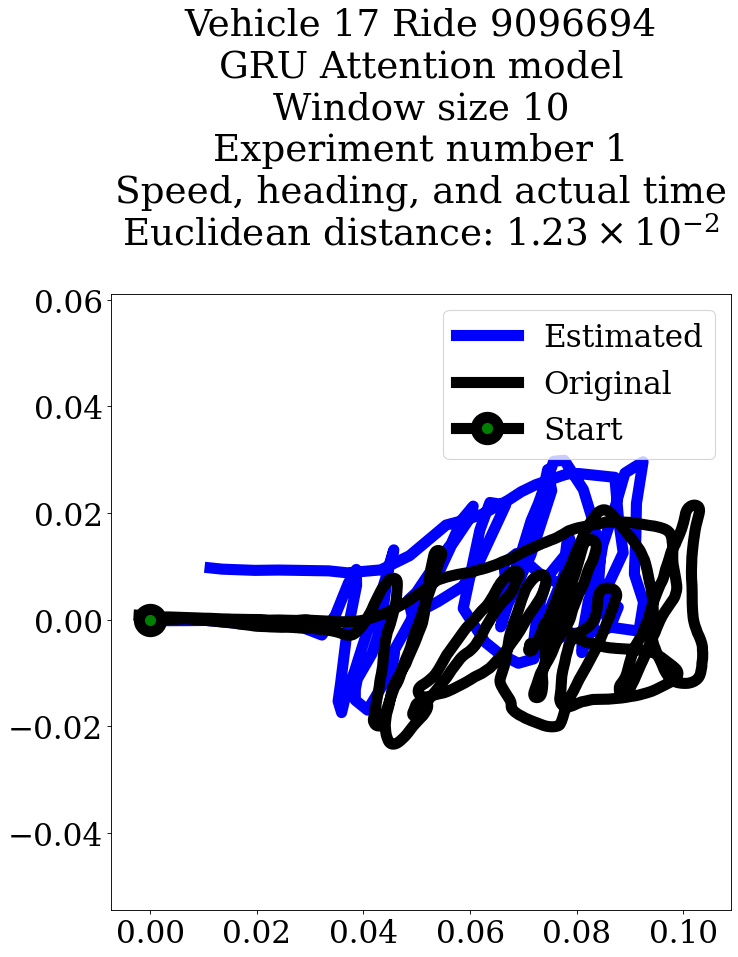 Vehicle 17 Ride 9096694
GRU Attention model
Window size 10
Experiment number 1
Speed, heading, and actual time
Euclidean distance: 1.23 × 10⁻²
Estimated
Original
Start
0.06
0.04
0.02
0.00
−0.02
−0.04
0.00 0.02 0.04 0.06 0.08 0.10